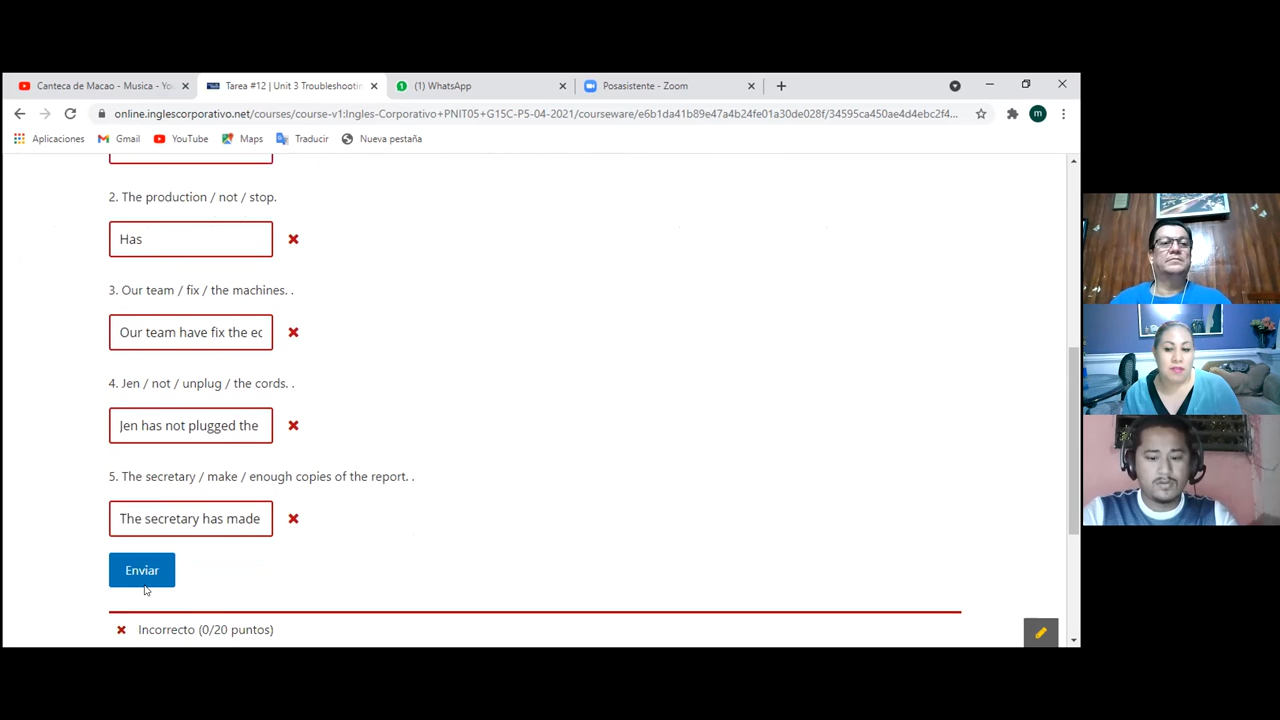 Canteca de Macao - Musica - Yo
Tarea #12 | Unit 3 Troubleshootin
(1) WhatsApp
Posasistente - Zoom
online.inglescorporativo.net/courses/course-v1:Ingles-Corporativo+PNIT05+G15C-P5-04-2021/courseware/e6b1da41b89e47a4b24fe01a30de028f/34595ca450ae4d4ebc2f4...
m
Aplicaciones
Gmail
YouTube
Maps
Traducir
Nueva pestaña
2. The production / not / stop.
Has
3. Our team / fix / the machines. .
Our team have fix the ec
4. Jen / not / unplug / the cords. .
Jen has not plugged the
5. The secretary / make / enough copies of the report. .
The secretary has made
Enviar
Incorrecto (0/20 puntos)